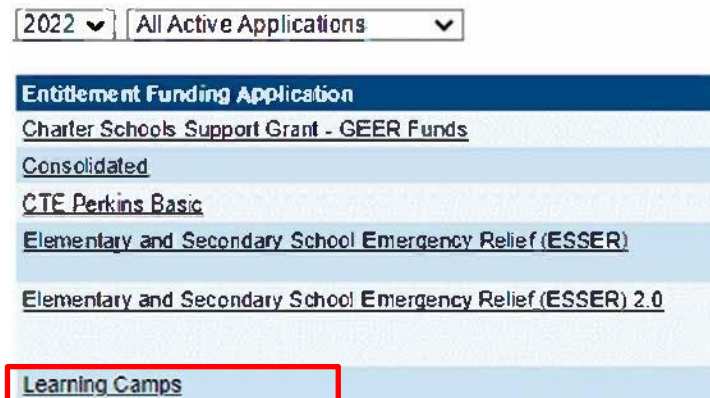 2022 All Active Applications
Entitlement Funding Application
Charter Schools Support Grant - GEER Funds
Consolidated
CTE Perkins Basic
Elementary and Secondary School Emergency Relief (ESSER)
Elementary and Secondary School Emergency Relief (ESSER) 2.0
Learning Camps